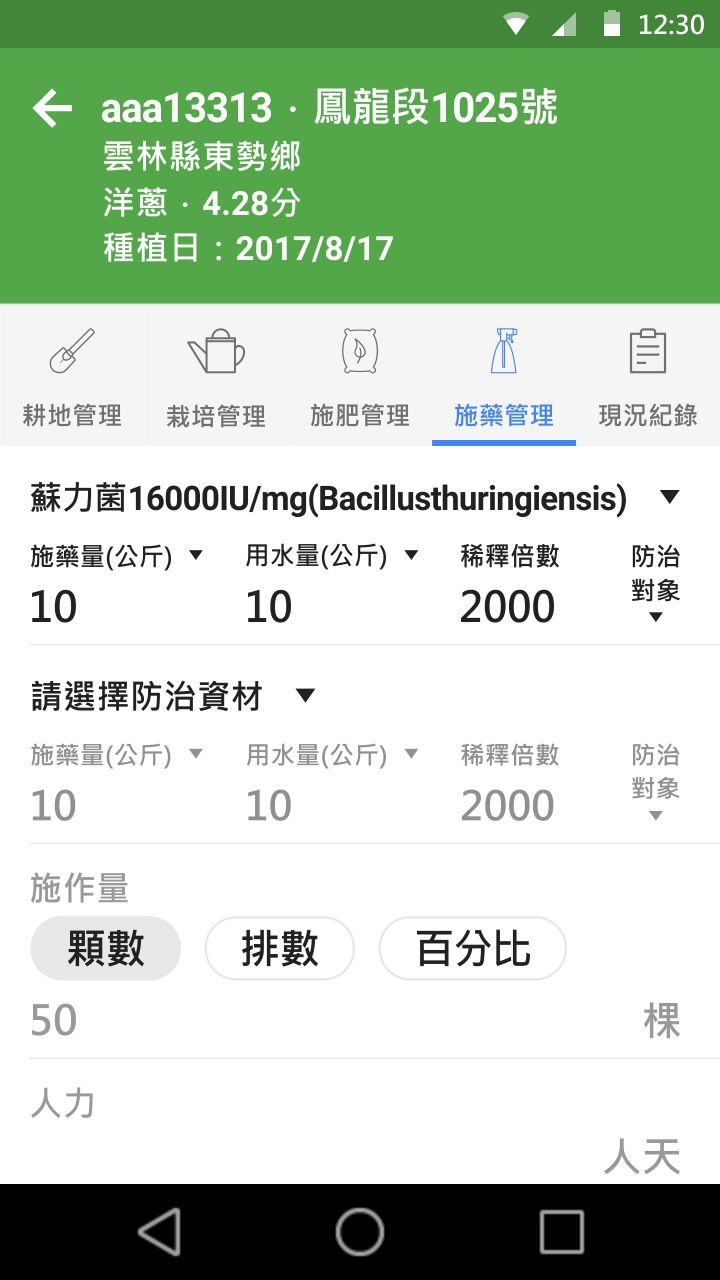 12:30
aaa13313 · 鳳龍段1025號
雲林縣東勢鄉
洋蔥 · 4.28分
種植日：2017/8/17
耕地管理 栽培管理 施肥管理 施藥管理 現況紀錄
蘇力菌16000IU/mg(Bacillusthuringiensis)
施藥量(公斤) 用水量(公斤) 稀釋倍數 防治對象
10 10 2000
請選擇防治資材
施藥量(公斤) 用水量(公斤) 稀釋倍數 防治對象
10 10 2000
施作量
顆數 排數 百分比
50 棵
人力
人天